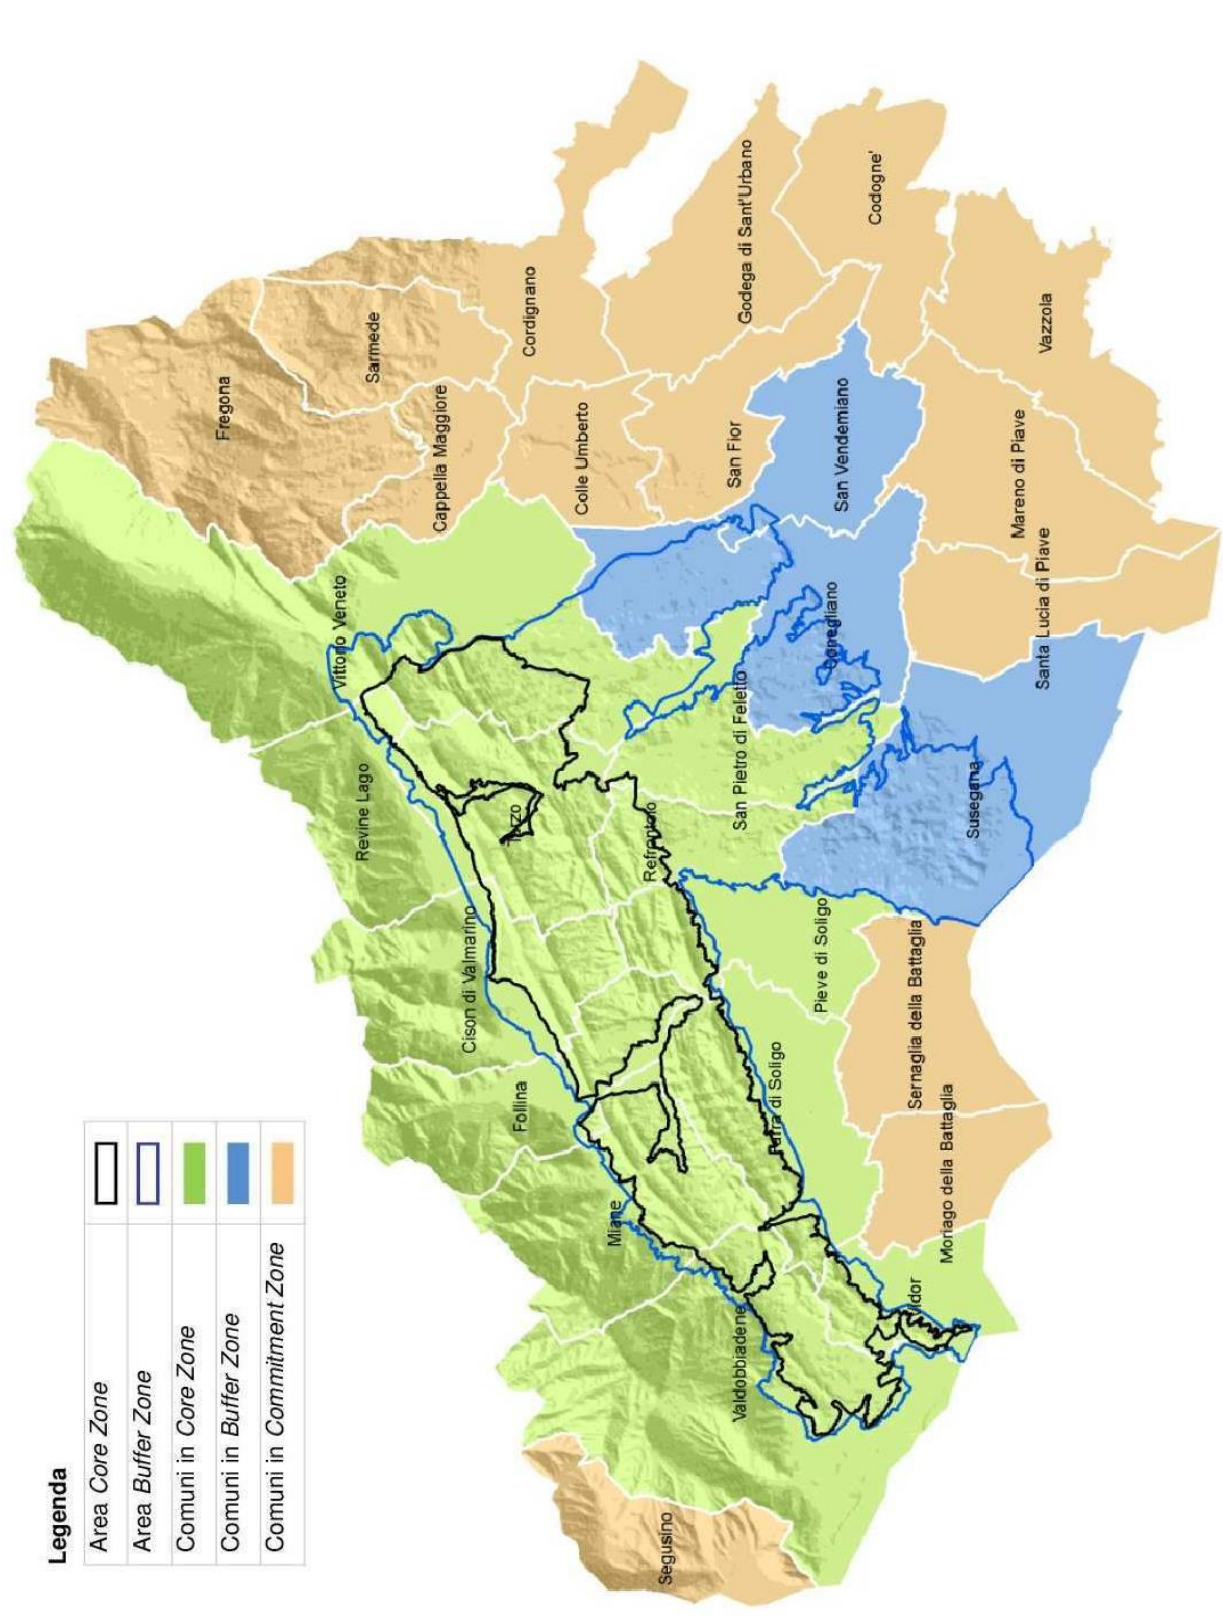 Legenda
Area Core Zone
Area Buffer Zone
Comuni in Core Zone
Comuni in Buffer Zone
Comuni in Commitment Zone
Fregona
Sarmede
Cappella Maggiore
Cordignano
Colle Umberto
Godega di Sant'Urbano
Codogne'
San Fior
San Vendemiano
Vazzola
Mareno di Piave
Santa Lucia di Piave
Vittorio Veneto
Revine Lago
Tarzo
Conegliano
San Pietro di Feletto
Refrontolo
Susegana
Cison di Valmarino
Follina
Pieve di Soligo
Sernaglia della Battaglia
Moriago della Battaglia
Farra di Soligo
Miane
Vidor
Valdobbiadene
Segusino